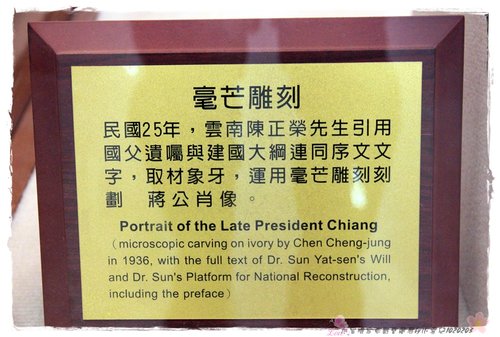 毫芒雕刻
民國25年，雲南陳正榮先生引用
國父遺囑與建國大綱連同序文文
字，取材象牙，運用毫芒雕刻刻
劃　蔣公肖像。
Portrait of the Late President Chiang
（microscopic carving on ivory by Chen Cheng-jung
in 1936, with the full text of Dr. Sun Yat-sen's Will
and Dr. Sun's Platform for National Reconstruction,
including the preface）